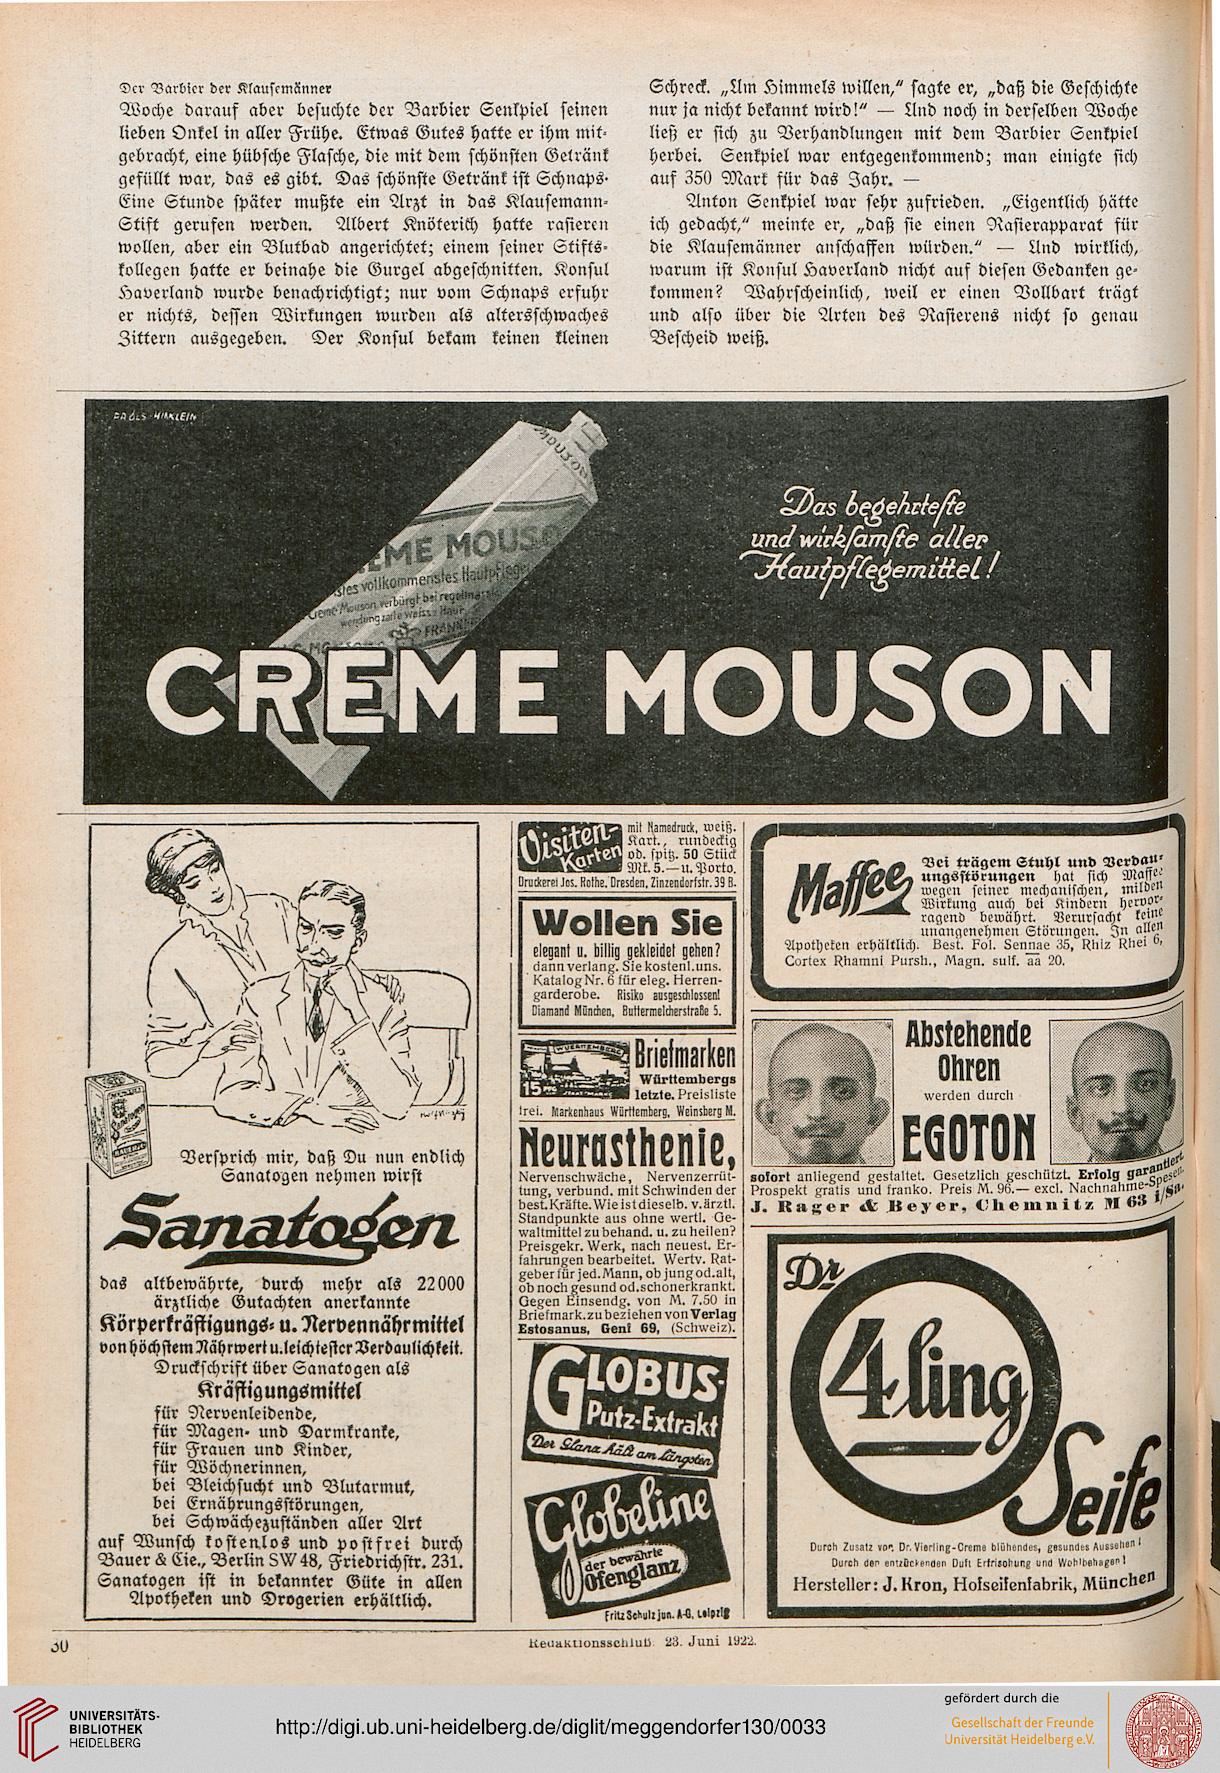 Der Barbier der Klausemänner
Woche darauf aber besuchte der Barbier Senkpiel seinen
lieben Onkel in aller Frühe. Etwas Gutes hatte er ihm mit-
gebracht, eine hübsche Flasche, die mit dem schönsten Getränk
gefüllt war, das es gibt. Das schönste Getränk ist Schnaps.
Eine Stunde später mußte ein Arzt in das Klausemann-
Stift gerufen werden. Albert Knöterich hatte rasieren
wollen, aber ein Blutbad angerichtet; einem seiner Stifts-
kollegen hatte er beinahe die Gurgel abgeschnitten. Konsul
Haverland wurde benachrichtigt; nur vom Schnaps erfuhr
er nichts, dessen Wirkungen wurden als altersschwaches
Zittern ausgegeben. Der Konsul bekam keinen kleinen
Schreck. „Um Himmels willen,“ sagte er, „daß die Geschichte
nur ja nicht bekannt wird!“ — Und noch in derselben Woche
ließ er sich zu Verhandlungen mit dem Barbier Senkpiel
herbei. Senkpiel war entgegenkommend; man einigte sich
auf 350 Mark für das Jahr. —
Anton Senkpiel war sehr zufrieden. „Eigentlich hätte
ich gedacht,“ meinte er, „daß sie einen Rasierapparat für
die Klausemänner anschaffen würden.“ — Und wirklich,
warum ist Konsul Haverland nicht auf diesen Gedanken ge-
kommen? Wahrscheinlich, weil er einen Vollbart trägt
und also über die Arten des Rasierens nicht so genau
Bescheid weiß.
MOUSON
EME MOUSO
stes vollkommenstes Hautpflege
Creme Mouson verbürgt bei regelmäs
wendung zarte weisse Haut
FRANK
Das begehrteste
und wirksamste aller
Hautpflegemittel!
CREME MOUSON
Sanatogen
Versprich mir, daß Du nun endlich
Sanatogen nehmen wirst
Sanatogen
das altbewährte, durch mehr als 22000
ärztliche Gutachten anerkannte
Körperkräftigungs- u. Nervennährmittel
von höchstem Nährwert u. leichtester Verdaulichkeit.
Druckschrift über Sanatogen als
Kräftigungsmittel
für Nervenleidende,
für Magen- und Darmkranke,
für Frauen und Kinder,
für Wöchnerinnen,
bei Bleichsucht und Blutarmut,
bei Ernährungsstörungen,
bei Schwächezuständen aller Art
auf Wunsch kostenlos und postfrei durch
Bauer & Cie., Berlin SW 48, Friedrichstr. 231.
Sanatogen ist in bekannter Güte in allen
Apotheken und Drogerien erhältlich.
Visiten-
Karten
mit Namedruck, weiß.
Kart., rundeckig
od. spitz. 50 Stück
Mk. 5.— u. Porto.
Druckerei Jos. Rothe, Dresden, Zinzendorfstr. 39 B.
Wollen Sie
elegant u. billig gekleidet gehen?
dann verlang. Sie kostenl. uns.
Katalog Nr. 6 für eleg. Herren-
garderobe. Risiko ausgeschlossen!
Diamand München, Buttermelcherstraße 5.
WUERTTEMBERG
15
Briefmarken
Württembergs
letzte. Preisliste
frei. Markenhaus Württemberg, Weinsberg M.
Neurasthenie,
Nervenschwäche, Nervenzerrüt-
tung, verbund. mit Schwinden der
best. Kräfte. Wie ist dieselb. v. ärztl.
Standpunkte aus ohne wertl. Ge-
waltmittel zu behand. u. zu heilen?
Preisgekr. Werk, nach neuest. Er-
fahrungen bearbeitet. Wertv. Rat-
geber für jed. Mann, ob jung od. alt,
ob noch gesund od. schon erkrankt.
Gegen Einsendg. von M. 7.50 in
Briefmark. zu beziehen von Verlag
Estosanus, Genf 69, (Schweiz).
GLOBUS-
Putz-Extrakt
Der Glanz hält am längsten
Globeline
der bewährte
Ofenglanz
Fritz Schulz jun. A-G, Leipzig
Maffee
Bei trägem Stuhl und Verdau-
ungsstörungen hat sich Maffee
wegen seiner mechanischen, milden
Wirkung auch bei Kindern hervor-
ragend bewährt. Verursacht keine
unangenehmen Störungen. In allen
Apotheken erhältlich. Best. Fol. Sennae 35, Rhiz Rhei 6,
Cortex Rhamni Pursh., Magn. sulf. aa 20.
Abstehende
Ohren
werden durch
EGOTON
sofort anliegend gestaltet. Gesetzlich geschützt. Erfolg garantiert.
Prospekt gratis und franko. Preis M. 96.— excl. Nachnahme-Spesen.
J. Rager & Beyer, Chemnitz M 63 i/Sa.
Dr
4ling
Seife
Durch Zusatz von Dr. Vierling-Creme blühendes, gesundes Aussehen!
Durch den entzückenden Duft Erfrischung und Wohlbehagen!
Hersteller: J. Kron, Hofseifenfabrik, München
30
Redaktionsschluß: 23. Juni 1922.
UNIVERSITÄTS-
BIBLIOTHEK
HEIDELBERG
http://digi.ub.uni-heidelberg.de/diglit/meggendorfer130/0033
gefördert durch die
Gesellschaft der Freunde
Universität Heidelberg e.V.